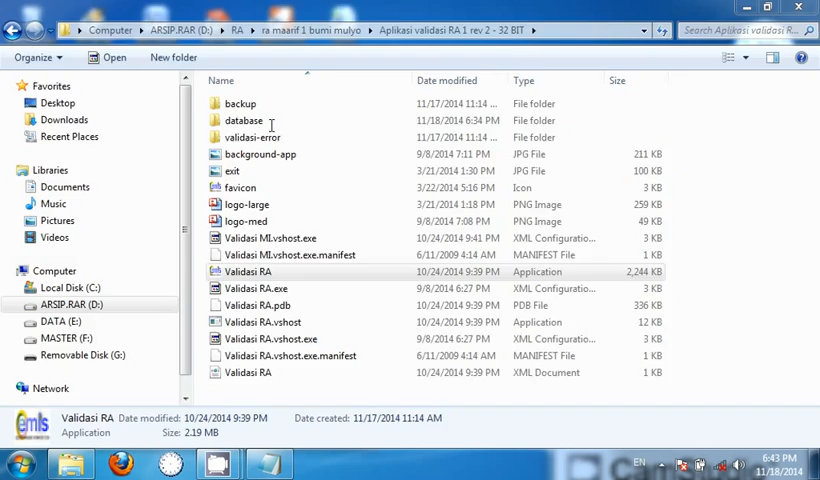 Computer ▸ ARSIP.RAR (D:) ▸ RA ▸ ra maarif 1 bumi mulyo ▸ Aplikasi validasi RA 1 rev 2 - 32 BIT ▸
Search Aplikasi validasi R...
Organize Open New folder
Name Date modified Type Size
Favorites
Desktop
Downloads
Recent Places
Libraries
Documents
Music
Pictures
Videos
Computer
Local Disk (C:)
ARSIP.RAR (D:)
DATA (E:)
MASTER (F:)
Removable Disk (G:)
Network
backup 11/17/2014 11:14 ... File folder
database 11/18/2014 6:34 PM File folder
validasi-error 11/17/2014 11:14 ... File folder
background-app 9/8/2014 7:11 PM JPG File 211 KB
exit 3/21/2014 1:30 PM JPG File 100 KB
favicon 3/22/2014 5:16 PM Icon 3 KB
logo-large 3/21/2014 1:18 PM PNG Image 259 KB
logo-med 9/8/2014 7:08 PM PNG Image 49 KB
Validasi MI.vshost.exe 10/24/2014 9:41 PM XML Configuratio... 3 KB
Validasi MI.vshost.exe.manifest 6/11/2009 4:14 AM MANIFEST File 1 KB
Validasi RA 10/24/2014 9:39 PM Application 2,244 KB
Validasi RA.exe 9/8/2014 6:27 PM XML Configuratio... 3 KB
Validasi RA.pdb 10/24/2014 9:39 PM PDB File 336 KB
Validasi RA.vshost 10/24/2014 9:39 PM Application 12 KB
Validasi RA.vshost.exe 9/8/2014 6:27 PM XML Configuratio... 3 KB
Validasi RA.vshost.exe.manifest 6/11/2009 4:14 AM MANIFEST File 1 KB
Validasi RA 10/24/2014 9:39 PM XML Document 1 KB
emis
Validasi RA Date modified: 10/24/2014 9:39 PM Date created: 11/17/2014 11:14 AM
Application Size: 2.19 MB
EN
6:43 PM
11/18/2014